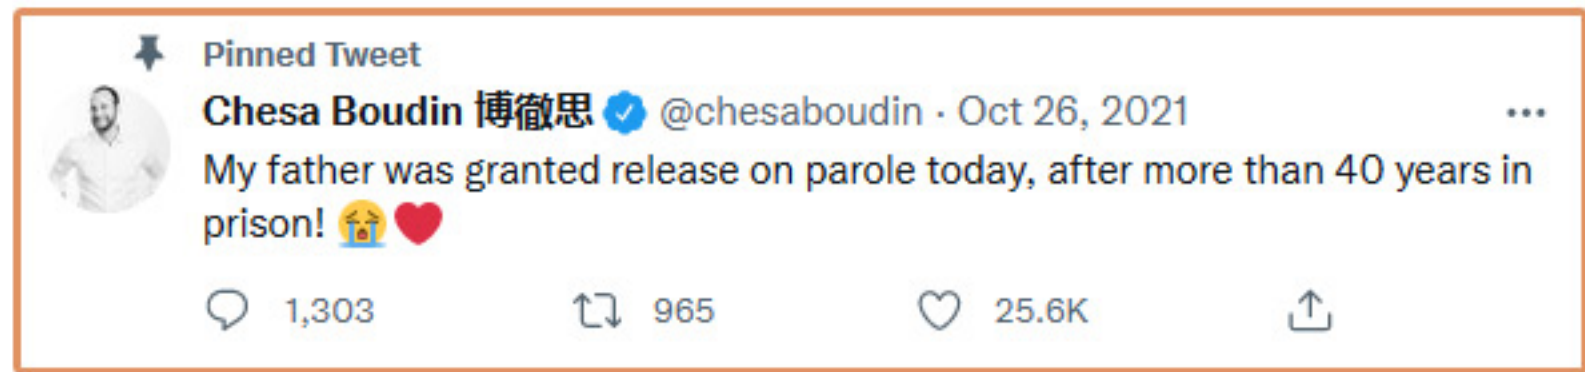 Pinned Tweet
Chesa Boudin 博徹思 @chesaboudin · Oct 26, 2021
My father was granted release on parole today, after more than 40 years in
prison! 😭❤️
1,303 965 25.6K